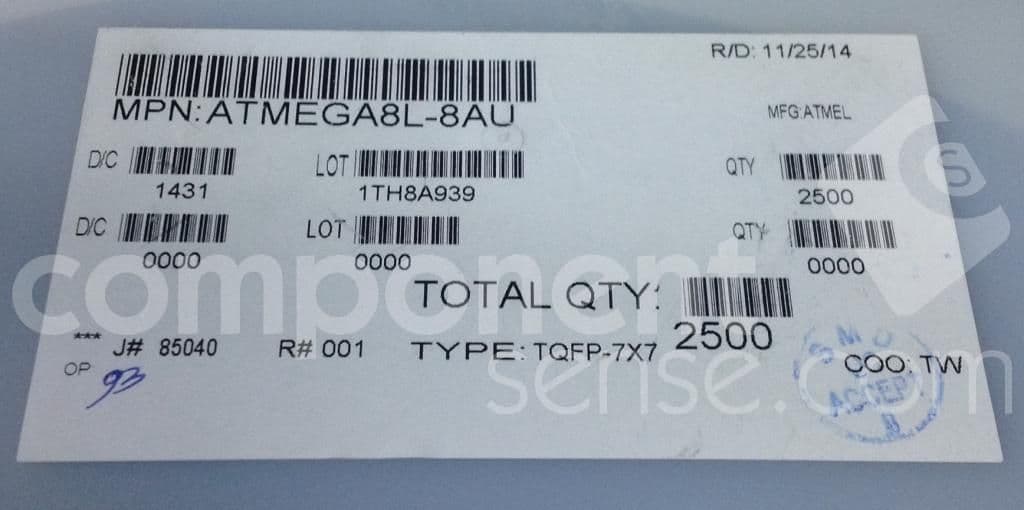 R/D: 11/25/14
MPN: ATMEGA8L-8AU
MFG:ATMEL
D/C LOT QTY
1431 1TH8A939 2500
D/C LOT QTY
0000 0000 0000
component
TOTAL QTY:
2500
*** J# 85040 R# 001 TYPE: TQFP-7X7
COO: TW
OP 93
sense.com
ACCEPT